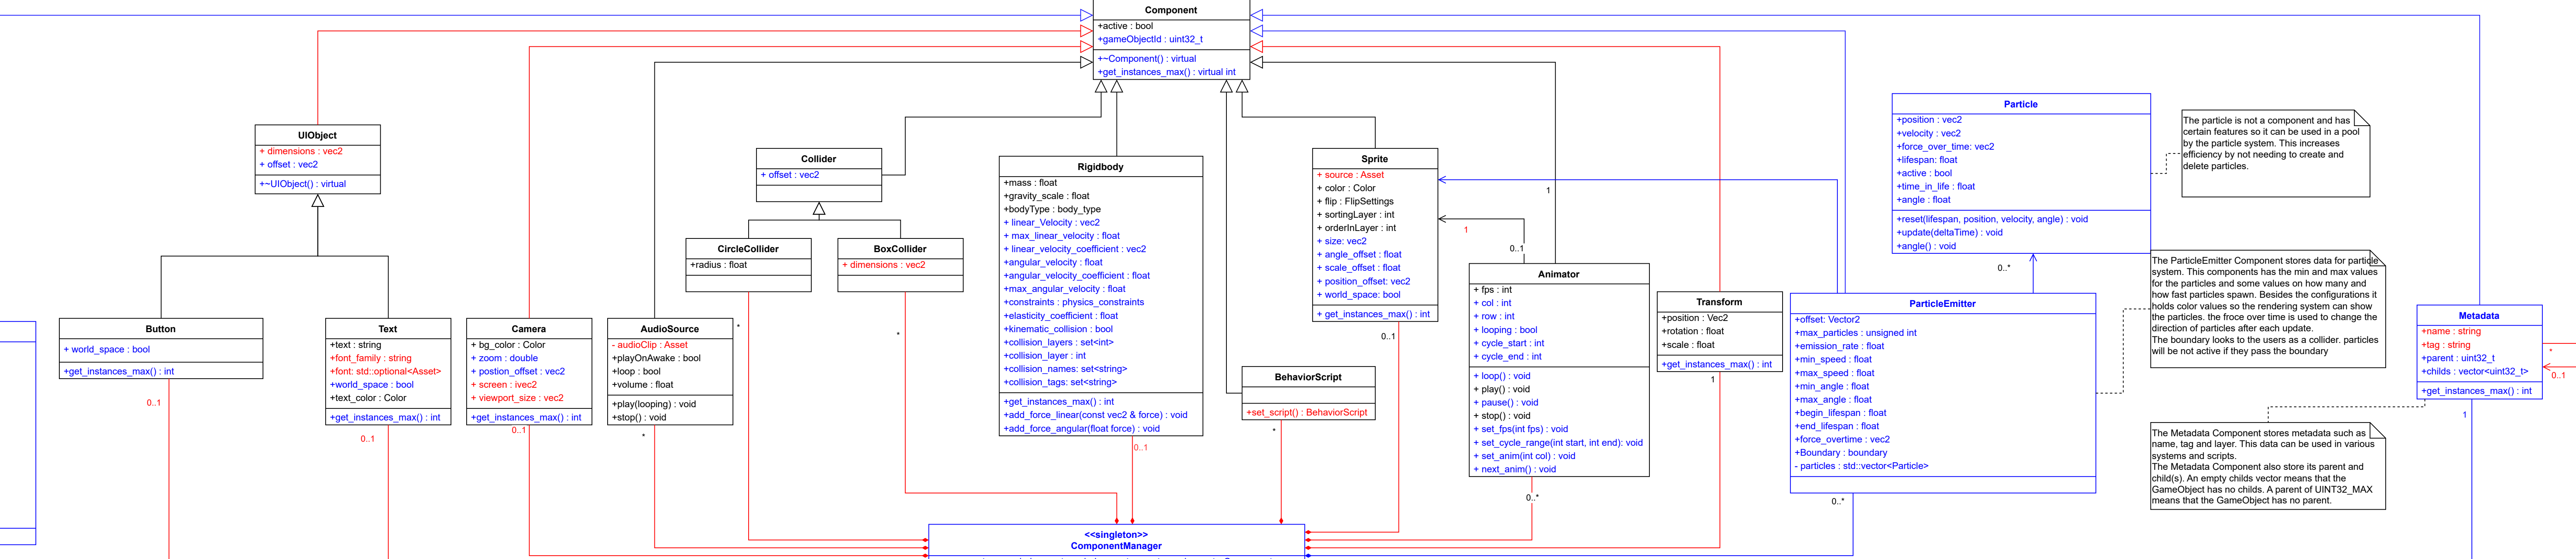 Component
+active : bool
+gameObjectId : uint32_t
+~Component() : virtual
+get_instances_max() : virtual int
UIObject
+ dimensions : vec2
+ offset : vec2
+~UIObject() : virtual
Collider
+ offset : vec2
Rigidbody
+mass : float
+gravity_scale : float
+bodyType : body_type
+ linear_Velocity : vec2
+ max_linear_velocity : float
+ linear_velocity_coefficient : vec2
+angular_velocity : float
+angular_velocity_coefficient : float
+max_angular_velocity : float
+constraints : physics_constraints
+elasticity_coefficient : float
+kinematic_collision : bool
+collision_layers : set<int>
+collision_layer : int
+collision_names: set<string>
+collision_tags: set<string>
+get_instances_max() : int
+add_force_linear(const vec2 & force) : void
+add_force_angular(float force) : void
0..1
Sprite
+ source : Asset
+ color : Color
+ flip : FlipSettings
+ sortingLayer : int
+ orderInLayer : int
+ size: vec2
+ angle_offset : float
+ scale_offset : float
+ position_offset: vec2
+ world_space: bool
+ get_instances_max() : int
0..1
1
1
0..1
Particle
+position : vec2
+velocity : vec2
+force_over_time: vec2
+lifespan: float
+active : bool
+time_in_life : float
+angle : float
+reset(lifespan, position, velocity, angle) : void
+update(deltaTime) : void
+angle() : void
0..*
The particle is not a component and has
certain features so it can be used in a pool
by the particle system. This increases
efficiency by not needing to create and
delete particles.
CircleCollider
+radius : float
*
BoxCollider
+ dimensions : vec2
*
Animator
+ fps : int
+ col : int
+ row : int
+ looping : bool
+ cycle_start : int
+ cycle_end : int
+ loop() : void
+ play() : void
+ pause() : void
+ stop() : void
+ set_fps(int fps) : void
+ set_cycle_range(int start, int end): void
+ set_anim(int col) : void
+ next_anim() : void
0..*
Transform
+position : Vec2
+rotation : float
+scale : float
+get_instances_max() : int
1
ParticleEmitter
+offset: Vector2
+max_particles : unsigned int
+emission_rate : float
+min_speed : float
+max_speed : float
+min_angle : float
+max_angle : float
+begin_lifespan : float
+end_lifespan : float
+force_overtime : vec2
+Boundary : boundary
- particles : std::vector<Particle>
0..*
The ParticleEmitter Component stores data for particle
system. This components has the min and max values
for the particles and some values on how many and
how fast particles spawn. Besides the configurations it
holds color values so the rendering system can show
the particles. the froce over time is used to change the
direction of particles after each update.
The boundary looks to the users as a collider. particles
will be not active if they pass the boundary
Metadata
+name : string
+tag : string
+parent : uint32_t
+childs : vector<uint32_t>
+get_instances_max() : int
1
*
0..1
The Metadata Component stores metadata such as
name, tag and layer. This data can be used in various
systems and scripts.
The Metadata Component also store its parent and
child(s). An empty childs vector means that the
GameObject has no childs. A parent of UINT32_MAX
means that the GameObject has no parent.
Button
+ world_space : bool
+get_instances_max() : int
0..1
Text
+text : string
+font_family : string
+font: std::optional<Asset>
+world_space : bool
+text_color : Color
+get_instances_max() : int
0..1
Camera
+ bg_color : Color
+ zoom : double
+ postion_offset : vec2
+ screen : ivec2
+ viewport_size : vec2
+get_instances_max() : int
0..1
AudioSource
- audioClip : Asset
+playOnAwake : bool
+loop : bool
+volume : float
+play(looping) : void
+stop() : void
*
BehaviorScript
+set_script() : BehaviorScript
*
<<singleton>>
ComponentManager